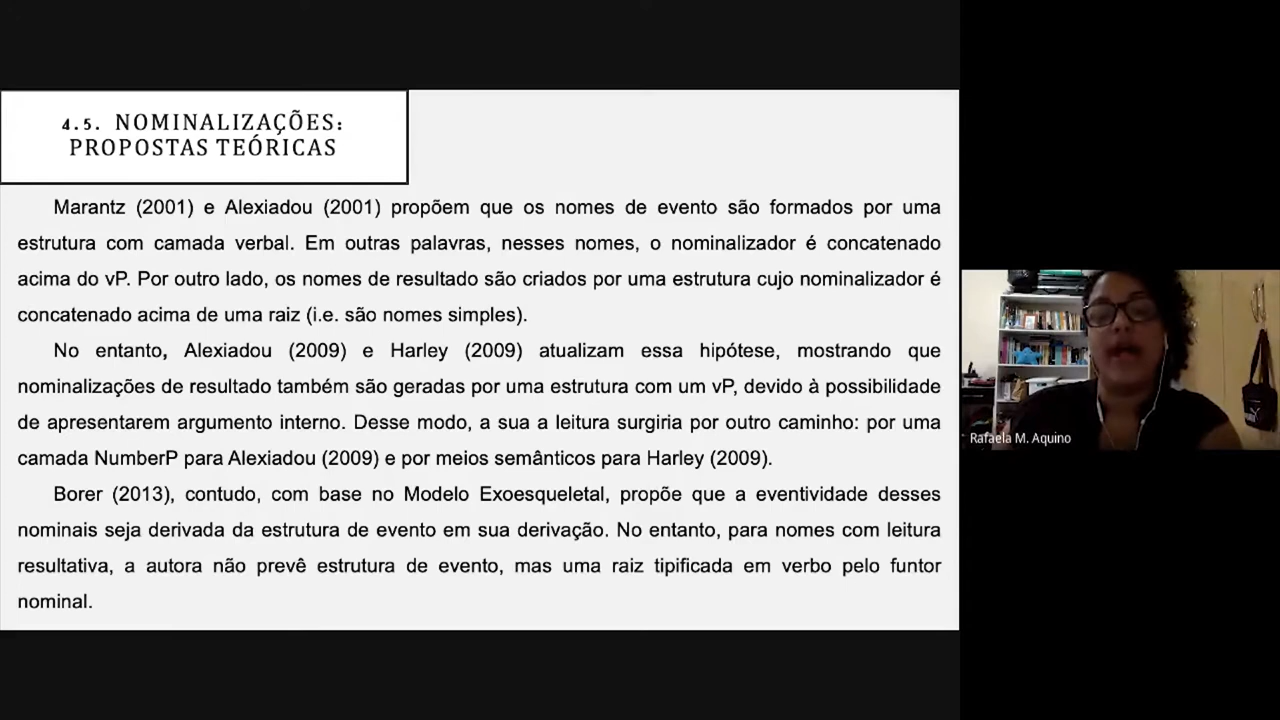 4.5. NOMINALIZAÇÕES:
PROPOSTAS TEÓRICAS
Marantz (2001) e Alexiadou (2001) propõem que os nomes de evento são formados por uma
estrutura com camada verbal. Em outras palavras, nesses nomes, o nominalizador é concatenado
acima do vP. Por outro lado, os nomes de resultado são criados por uma estrutura cujo nominalizador é
concatenado acima de uma raiz (i.e. são nomes simples).
No entanto, Alexiadou (2009) e Harley (2009) atualizam essa hipótese, mostrando que
nominalizações de resultado também são geradas por uma estrutura com um vP, devido à possibilidade
de apresentarem argumento interno. Desse modo, a sua a leitura surgiria por outro caminho: por uma
camada NumberP para Alexiadou (2009) e por meios semânticos para Harley (2009).
Borer (2013), contudo, com base no Modelo Exoesqueletal, propõe que a eventividade desses
nominais seja derivada da estrutura de evento em sua derivação. No entanto, para nomes com leitura
resultativa, a autora não prevê estrutura de evento, mas uma raiz tipificada em verbo pelo funtor
nominal.
Rafaela M. Aquino
PUMA